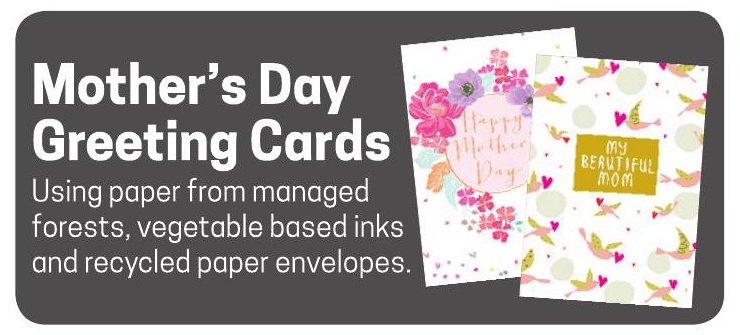 Mother's Day
Greeting Cards
Using paper from managed
forests, vegetable based inks
and recycled paper envelopes.
Happy
Mother
Day
MY
BEAUTIFUL
MOM